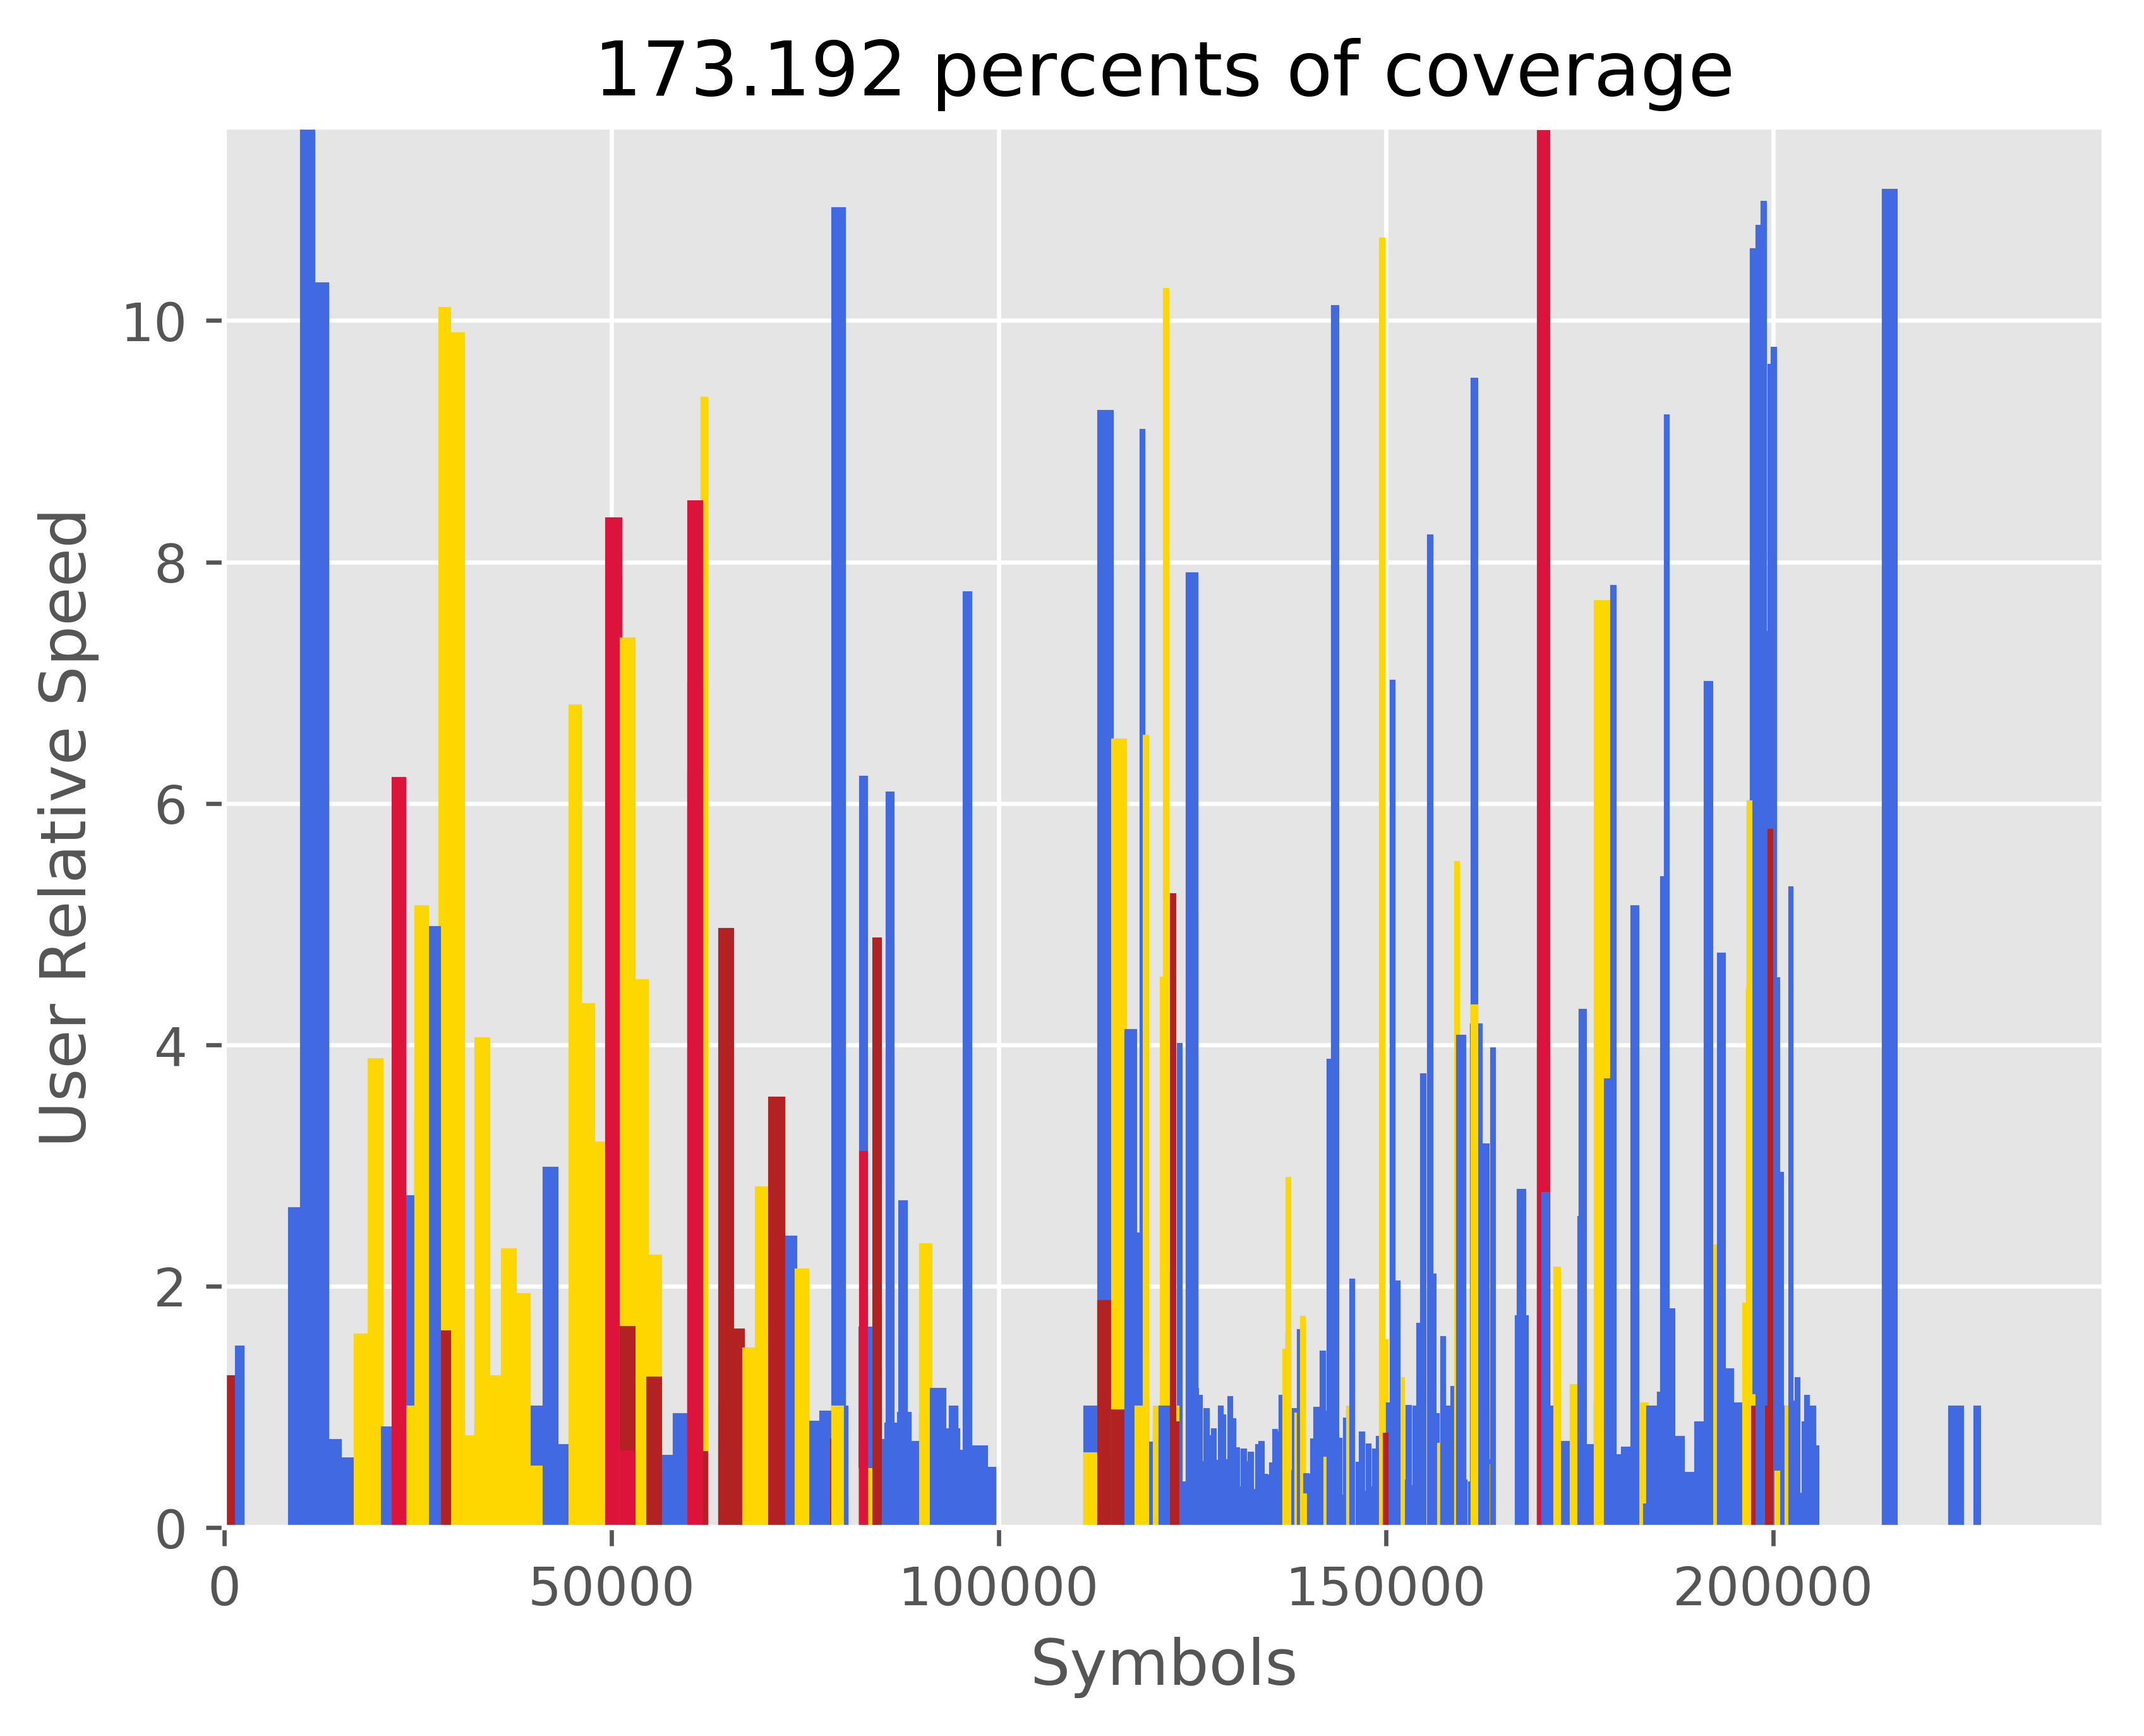 173.192 percents of coverage
User Relative Speed
10
8
6
4
2
0
0 50000 100000 150000 200000
Symbols